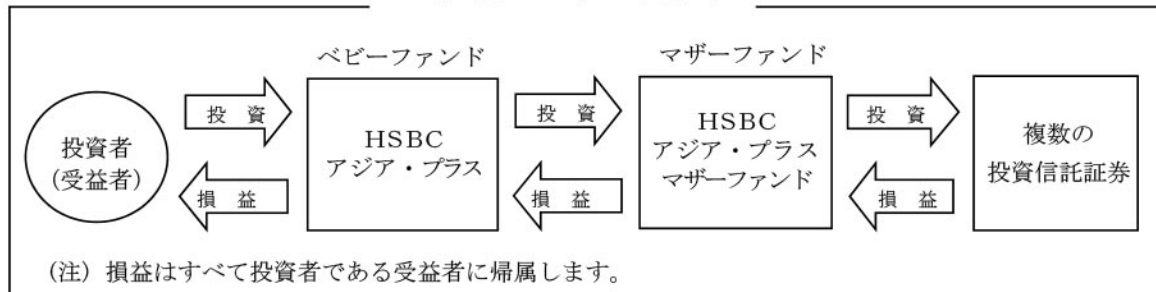 ベビーファンド
マザーファンド
投資者
(受益者)
投 資
損 益
HSBC
アジア・プラス
投 資
損 益
HSBC
アジア・プラス
マザーファンド
投 資
損 益
複数の
投資信託証券
(注) 損益はすべて投資者である受益者に帰属します。